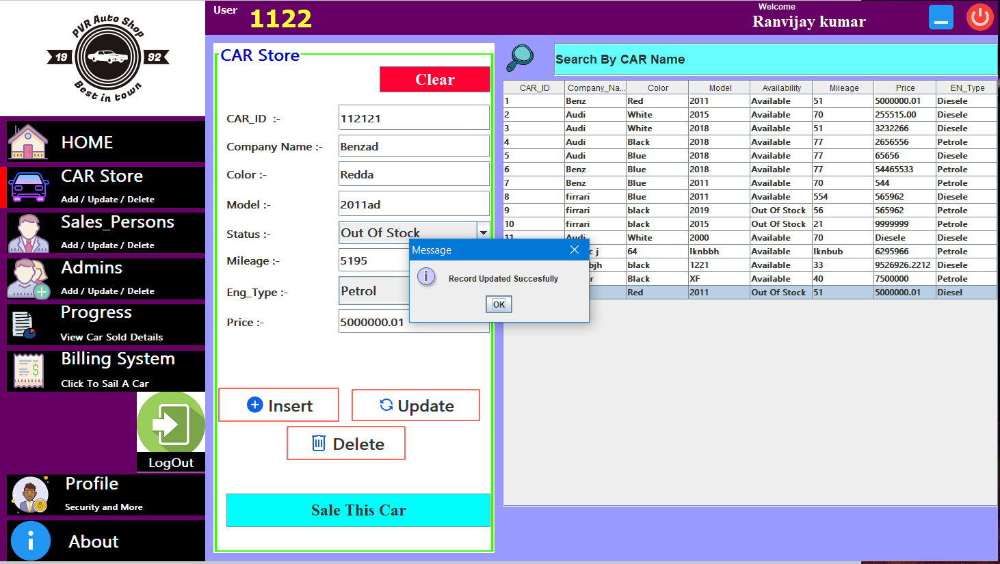 PVR Auto Shop
19 92
Best in town
User 1122
Welcome
Ranvijay kumar
HOME
CAR Store
Add / Update / Delete
Sales_Persons
Add / Update / Delete
Admins
Add / Update / Delete
Progress
View Car Sold Details
Billing System
Click To Sail A Car
LogOut
Profile
Security and More
About
CAR Store
Clear
CAR_ID :- 112121
Company Name :- Benzad
Color :- Redda
Model :- 2011ad
Status :- Out Of Stock
Mileage :- 5195
Eng_Type :- Petrol
Price :- 5000000.01
Insert
Update
Delete
Sale This Car
Message
Record Updated Succesfully
OK
Search By CAR Name
CAR_ID Company_Na... Color Model Availability Miieage Price EN_Type
1 Benz Red 2011 Available 51 5000000.01 Diesele
2 Audi White 2015 Available 70 255515.00 Diesele
3 Audi White 2018 Available 51 3232266 Diesele
4 Audi Black 2018 Available 77 2656556 Petrole
5 Audi Blue 2018 Available 77 65656 Diesele
6 Benz Blue 2018 Available 77 54465533 Petrole
7 Benz Blue 2011 Available 70 544 Petrole
8 firrari Blue 2011 Available 554 565962 Diesele
9 firrari black 2019 Out Of Stock 56 565962 Petrole
10 firrari black 2015 Out Of Stock 21 9999999 Petrole
11 Audi White 2000 Available 70 Diesele Diesele
c j 64 lknbbh Available lknbub 6295966 Petrole
bjh black 1221 Available 33 9526926.2212 Diesele
r Black XF Available 40 7500000 Petrole
Red 2011 Out Of Stock 51 5000000.01 Diesel